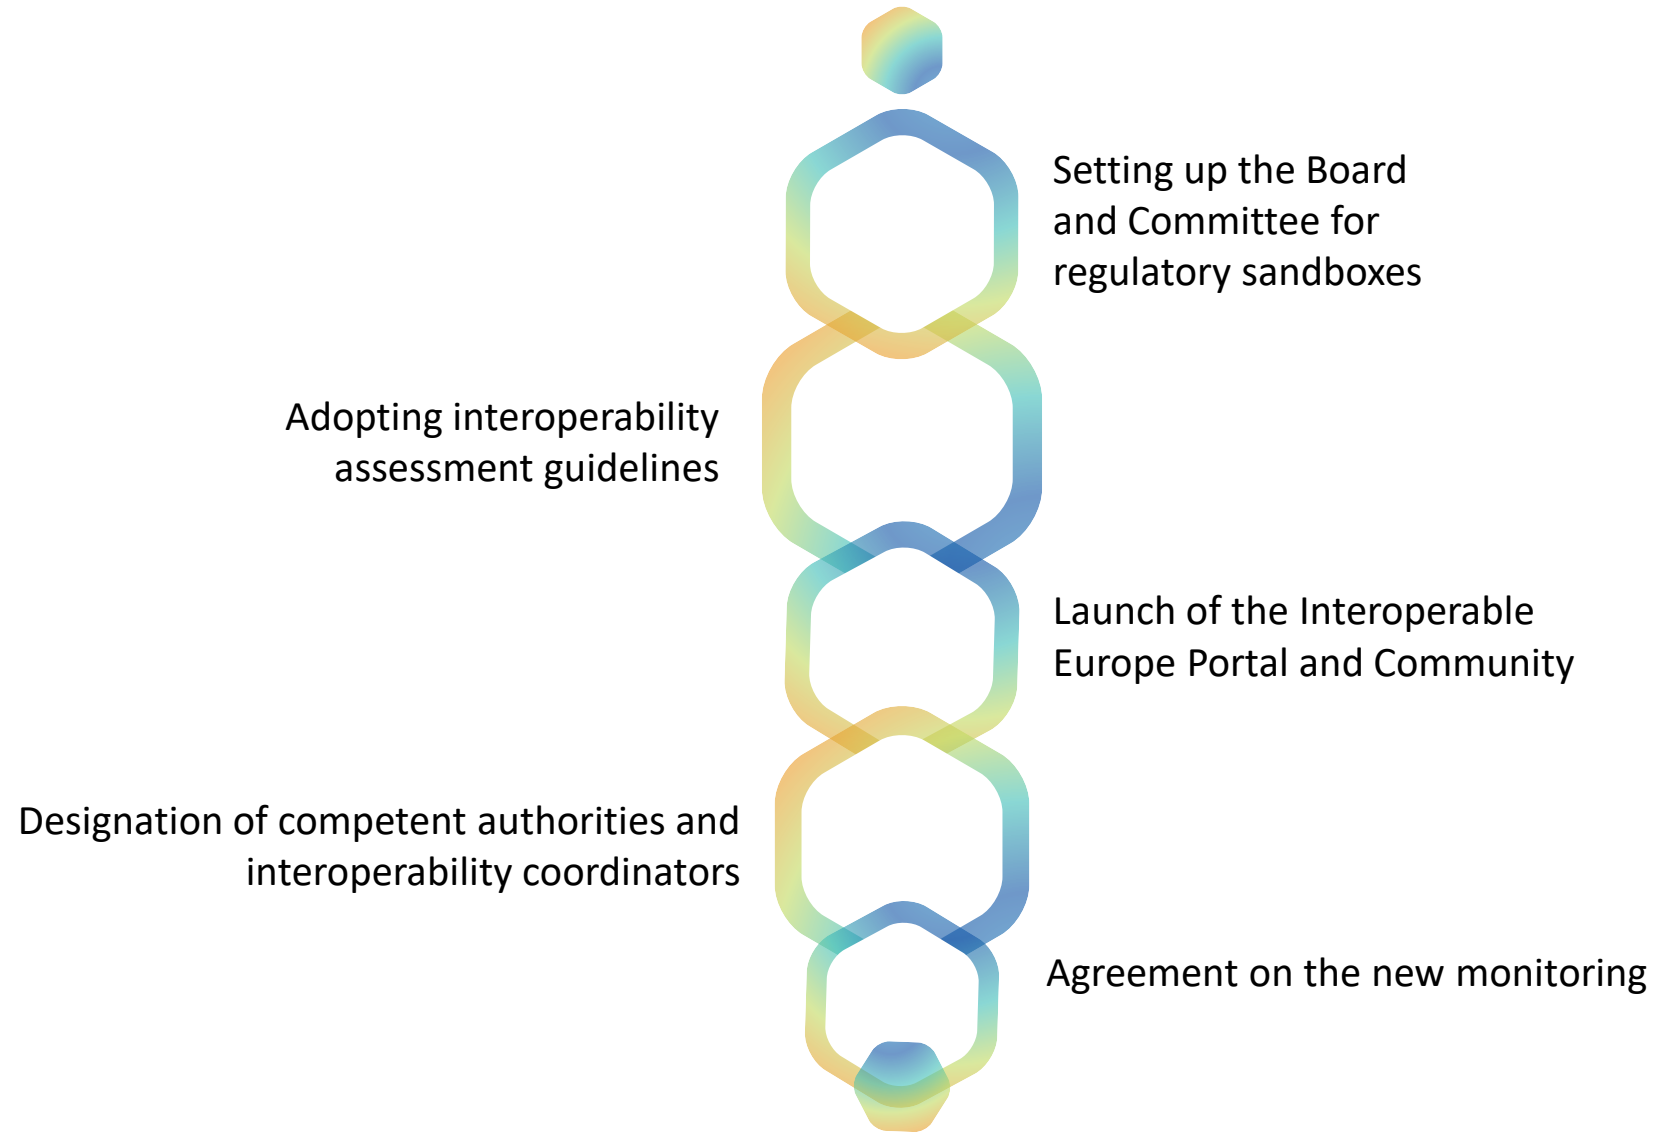 Setting up the Board
and Committee for
regulatory sandboxes
Adopting interoperability
assessment guidelines
Launch of the Interoperable
Europe Portal and Community
Designation of competent authorities and
interoperability coordinators
Agreement on the new monitoring